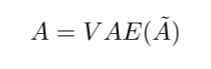 A = VAE(Ã)